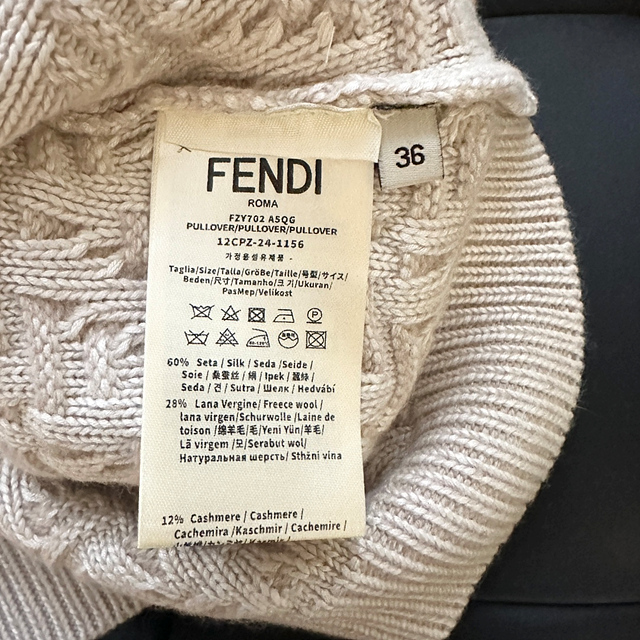 FENDI
ROMA
36
FZY702 A5QG
PULLOVER/PULLOVER/PULLOVER
12CPZ-24-1156
가정용섬유제품 -
Taglia/Size/Talla/GröBe/Taille/号型/サイズ/
Beden/尺寸/Tamanho/크기/Ukuran/
PasMep/Velikost
60% Seta / Silk / Seda /Seide /
Soie / 桑蚕丝 / 絹 / Ipek / 蠶絲 /
Seda / 견 / Sutra / Шелк / Hedvábí
28% Lana Vergine/ Freece wool /
lana virgen/ Schurwolle /Laine de
toison /绵羊毛/毛/Yeni Yün/羊毛/
Lã virgem /모/Serabut wol/
Натуральная шерсть/ Sthžni vina
12% Cashmere / Cashmere /
Cachemira /Kaschmir / Cachemire /